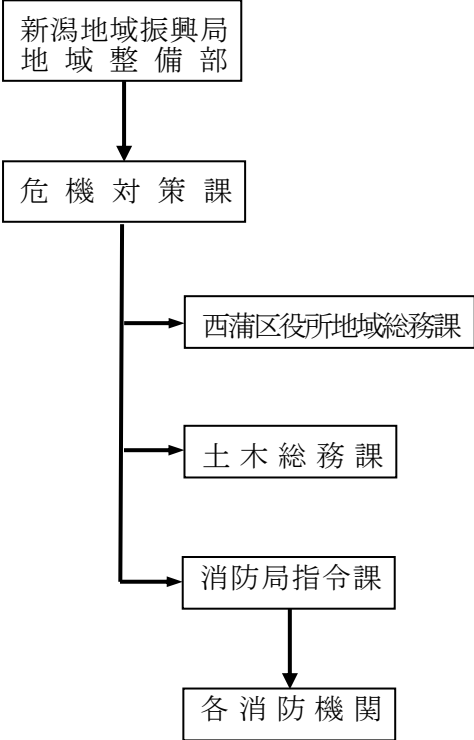 新潟地域振興局
地域整備部
危機対策課
西蒲区役所地域総務課
土木総務課
消防局指令課
各消防機関